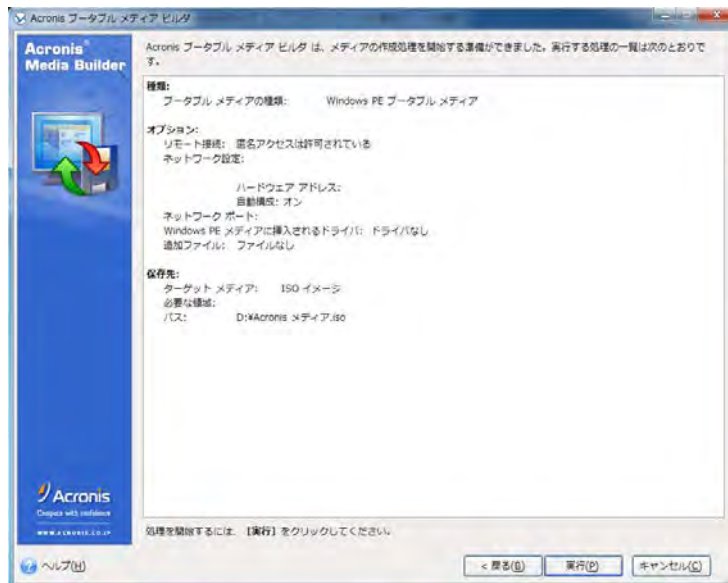 Acronis ブータブル メディア ビルダ
Acronis®
Media Builder
Acronis ブータブル メディア ビルダ は、メディアの作成処理を開始する準備ができました。実行する処理の一覧は次のとおりで
す。
種類:
ブータブル メディアの種類: Windows PE ブータブル メディア
オプション:
リモート接続: 匿名アクセスは許可されている
ネットワーク設定:
ハードウェア アドレス:
自動構成: オン
ネットワーク ポート:
Windows PE メディアに挿入されるドライバ: ドライバなし
追加ファイル: ファイルなし
保存先:
ターゲット メディア: ISO イメージ
必要な領域:
パス: D:¥Acronis メディア.iso
Acronis
Compute with confidence
www.acronis.co.jp
処理を開始するには、[実行] をクリックしてください。
ヘルプ(H)
< 戻る(B)
実行(P)
キャンセル(C)